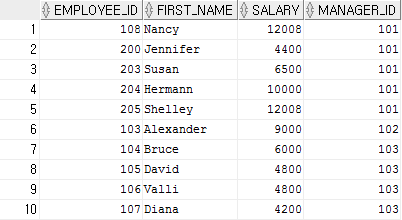 EMPLOYEE_ID FIRST_NAME SALARY MANAGER_ID
1 108 Nancy 12008 101
2 200 Jennifer 4400 101
3 203 Susan 6500 101
4 204 Hermann 10000 101
5 205 Shelley 12008 101
6 103 Alexander 9000 102
7 104 Bruce 6000 103
8 105 David 4800 103
9 106 Valli 4800 103
10 107 Diana 4200 103